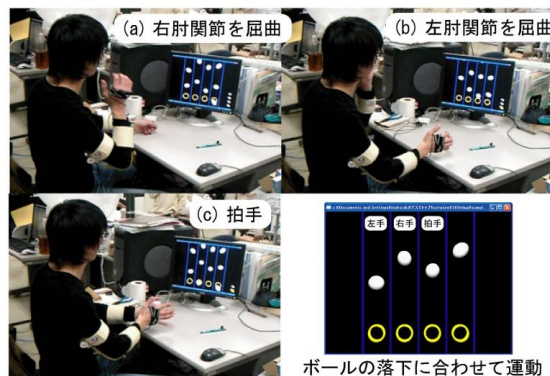 (a) 右肘関節を屈曲
(b) 左肘関節を屈曲
(c) 拍手
左手 右手 拍手
ボールの落下に合わせて運動